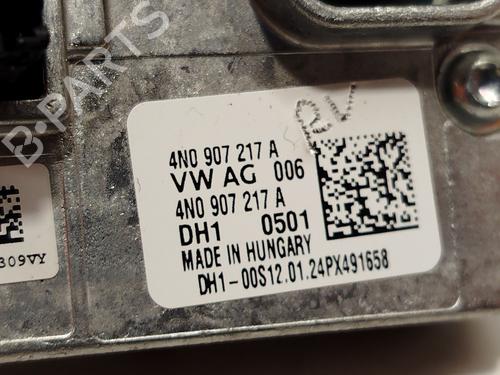 B-PARTS
4N0 907 217 A
VW AG 006
4N0 907 217 A
DH1 0501
MADE IN HUNGARY
DH1-00S12.01.24PX491658
309VY